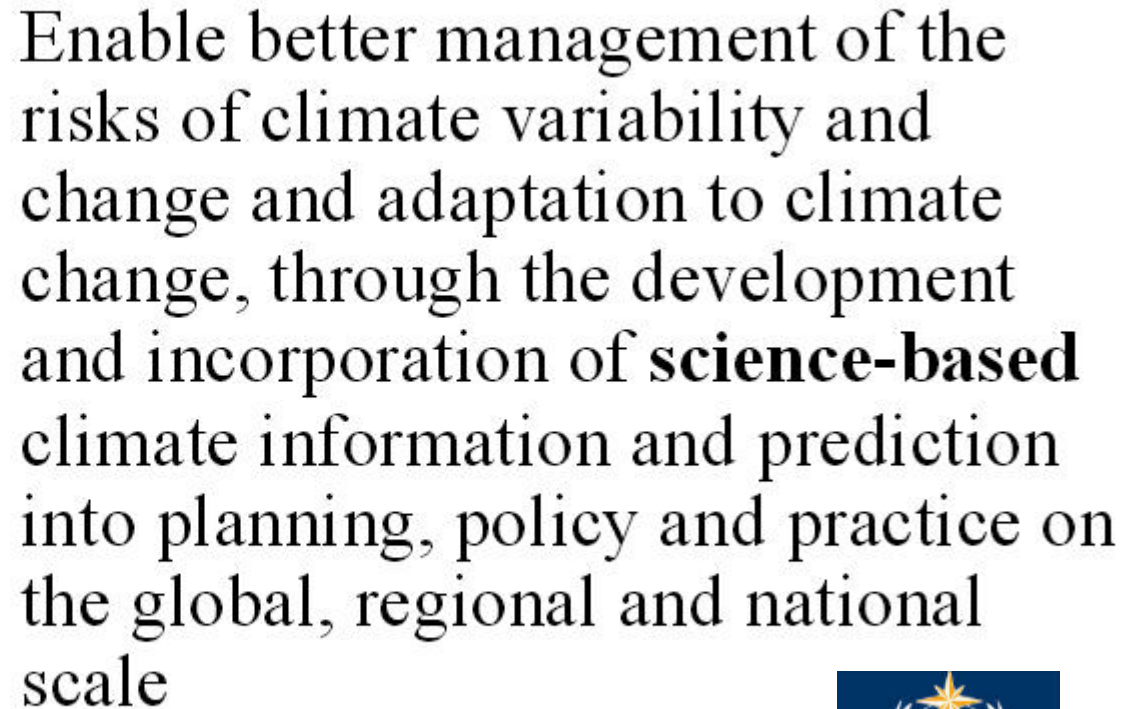 Enable better management of the
risks of climate variability and
change and adaptation to climate
change, through the development
and incorporation of science-based
climate information and prediction
into planning, policy and practice on
the global, regional and national
scale